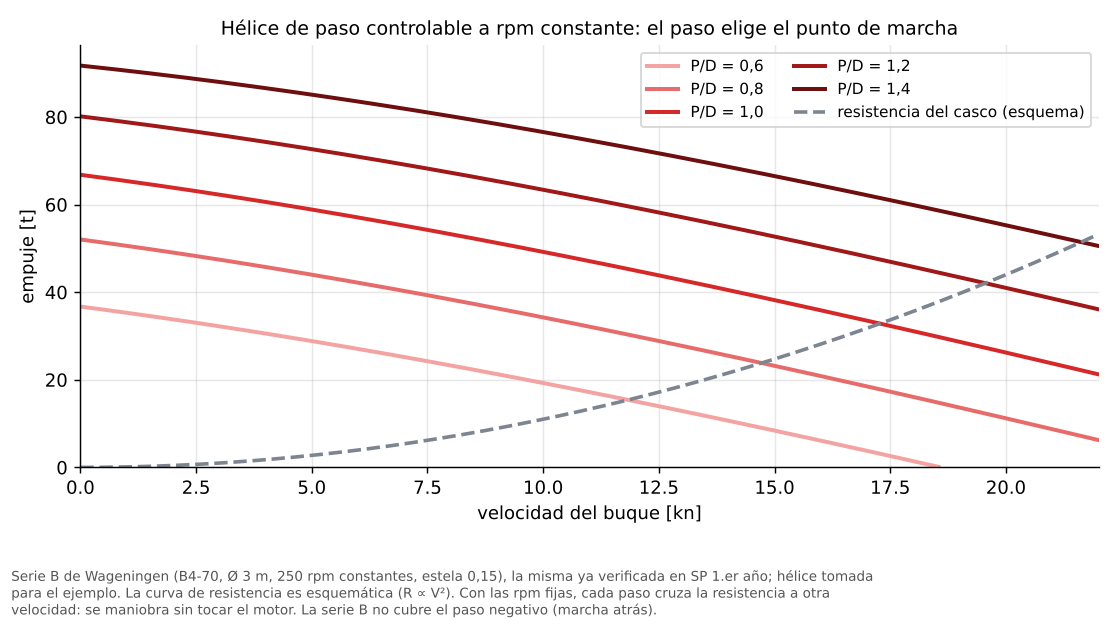 Hélice de paso controlable a rpm constante: el paso elige el punto de marcha
P/D = 0,6
P/D = 0,8
P/D = 1,0
P/D = 1,2
P/D = 1,4
resistencia del casco (esquema)
empuje [t]
80
60
40
20
0
0.0 2.5 5.0 7.5 10.0 12.5 15.0 17.5 20.0
velocidad del buque [kn]
Serie B de Wageningen (B4-70, Ø 3 m, 250 rpm constantes, estela 0,15), la misma ya verificada en SP 1.er año; hélice tomada
para el ejemplo. La curva de resistencia es esquemática (R ∝ V²). Con las rpm fijas, cada paso cruza la resistencia a otra
velocidad: se maniobra sin tocar el motor. La serie B no cubre el paso negativo (marcha atrás).